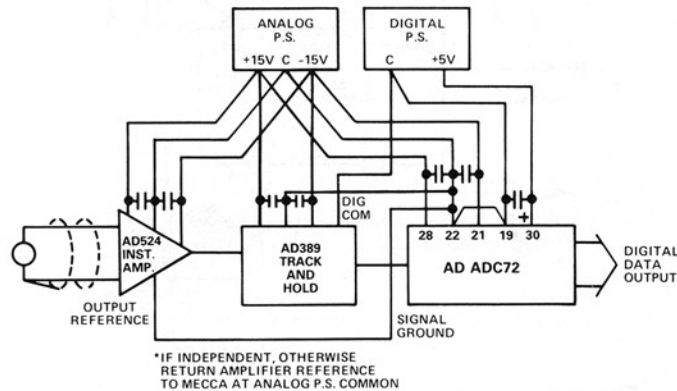 ANALOG
P.S.
+15V C -15V
DIGITAL
P.S.
C +5V
DIG
COM
AD524
INST.
AMP.
AD389
TRACK
AND
HOLD
28 22 21 19 30
+
AD ADC72
DIGITAL
DATA
OUTPUT
OUTPUT
REFERENCE
SIGNAL
GROUND
*IF INDEPENDENT, OTHERWISE
RETURN AMPLIFIER REFERENCE
TO MECCA AT ANALOG P.S. COMMON